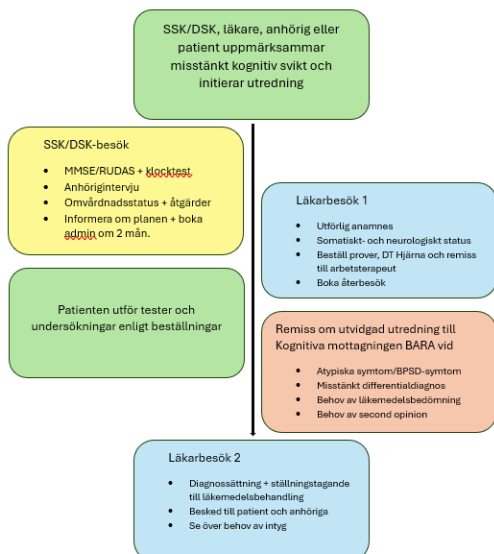 SSK/DSK, läkare, anhörig eller
patient uppmärksammar
misstänkt kognitiv svikt och
initierar utredning
SSK/DSK-besök
MMSE/RUDAS + klocktest
Anhörigintervju
Omvårdnadsstatus + åtgärder
Informera om planen + boka
admin om 2 mån.
Läkarbesök 1
Utförlig anamnes
Somatiskt- och neurologiskt status
Beställ prover, DT Hjärna och remiss
till arbetsterapeut
Boka återbesök
Patienten utför tester och
undersökningar enligt beställningar
Remiss om utvidgad utredning till
Kognitiva mottagningen BARA vid
Atypiska symtom/BPSD-symtom
Misstänkt differentialdiagnos
Behov av läkemedelsbedömning
Behov av second opinion
Läkarbesök 2
Diagnossättning + ställningstagande
till läkemedelsbehandling
Besked till patient och anhöriga
Se över behov av intyg